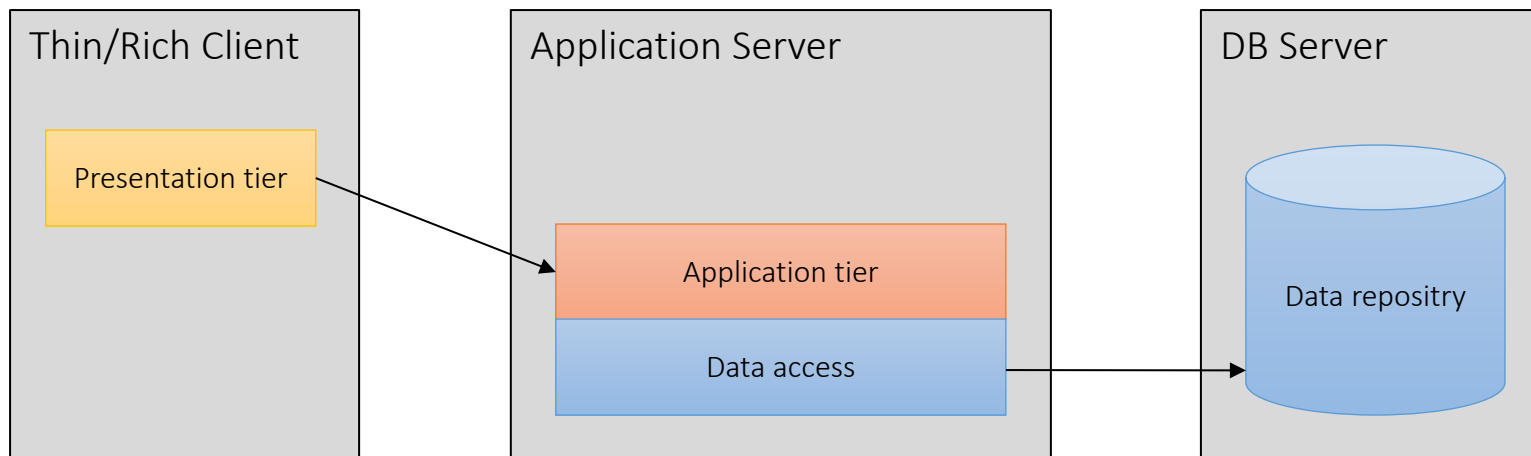 Thin/Rich Client
Application Server
DB Server
Presentation tier
Application tier
Data access
Data repositry